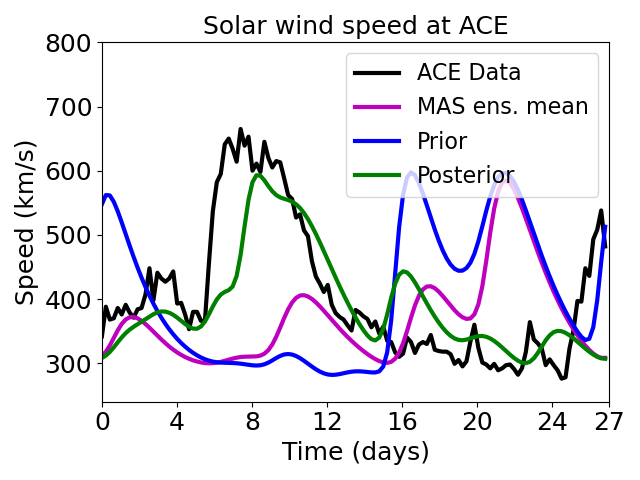 Solar wind speed at ACE
800
700
600
500
400
300
Speed (km/s)
ACE Data
MAS ens. mean
Prior
Posterior
0 4 8 12 16 20 24 27
Time (days)